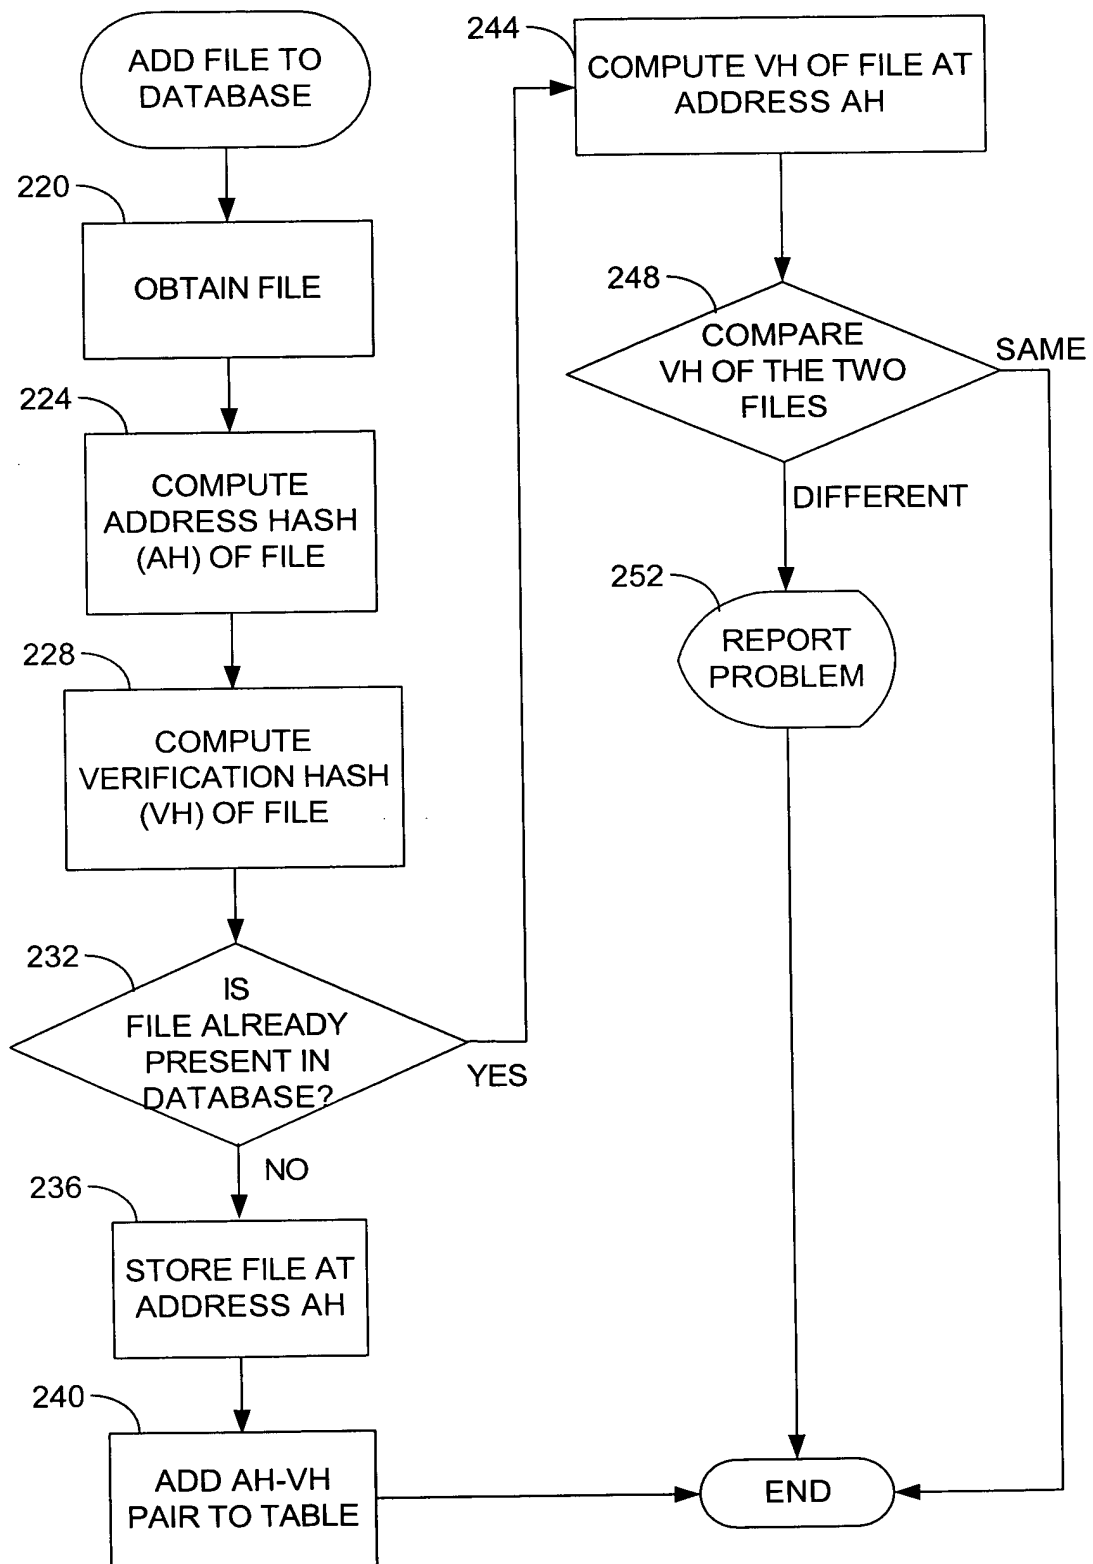 ADD FILE TO
DATABASE
220
OBTAIN FILE
224
COMPUTE
ADDRESS HASH
(AH) OF FILE
228
COMPUTE
VERIFICATION HASH
(VH) OF FILE
232
IS
FILE ALREADY
PRESENT IN
DATABASE?
YES
NO
236
STORE FILE AT
ADDRESS AH
240
ADD AH-VH
PAIR TO TABLE
244
COMPUTE VH OF FILE AT
ADDRESS AH
248
COMPARE
VH OF THE TWO
FILES
SAME
DIFFERENT
252
REPORT
PROBLEM
END